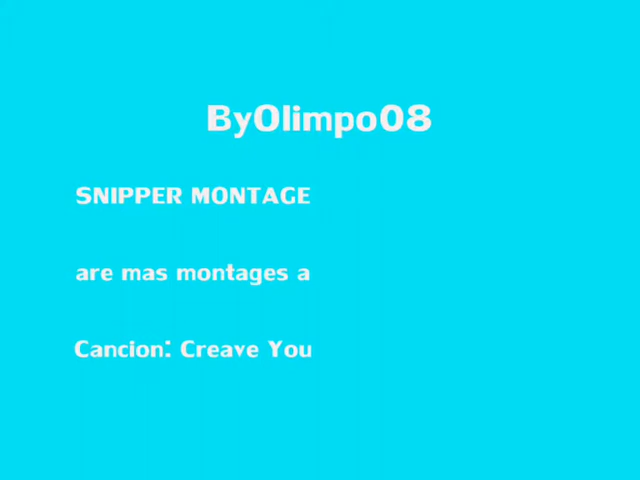 ByOlimpo08
SNIPPER MONTAGE
are mas montages a
Cancion: Creave You